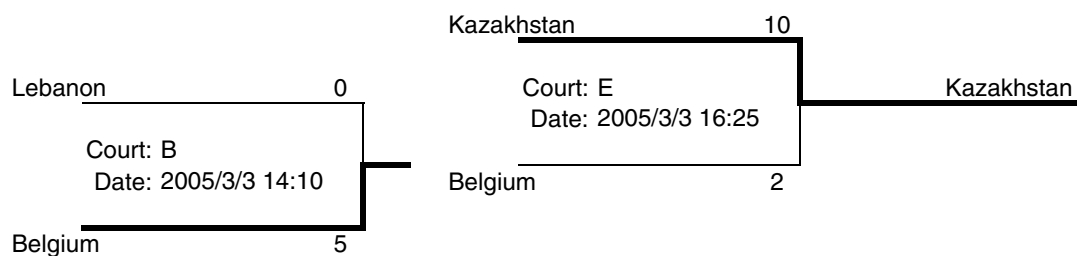 Kazakhstan 10
Lebanon 0
Court: E
Kazakhstan
Date: 2005/3/3 16:25
Court: B
Date: 2005/3/3 14:10
Belgium 2
Belgium 5